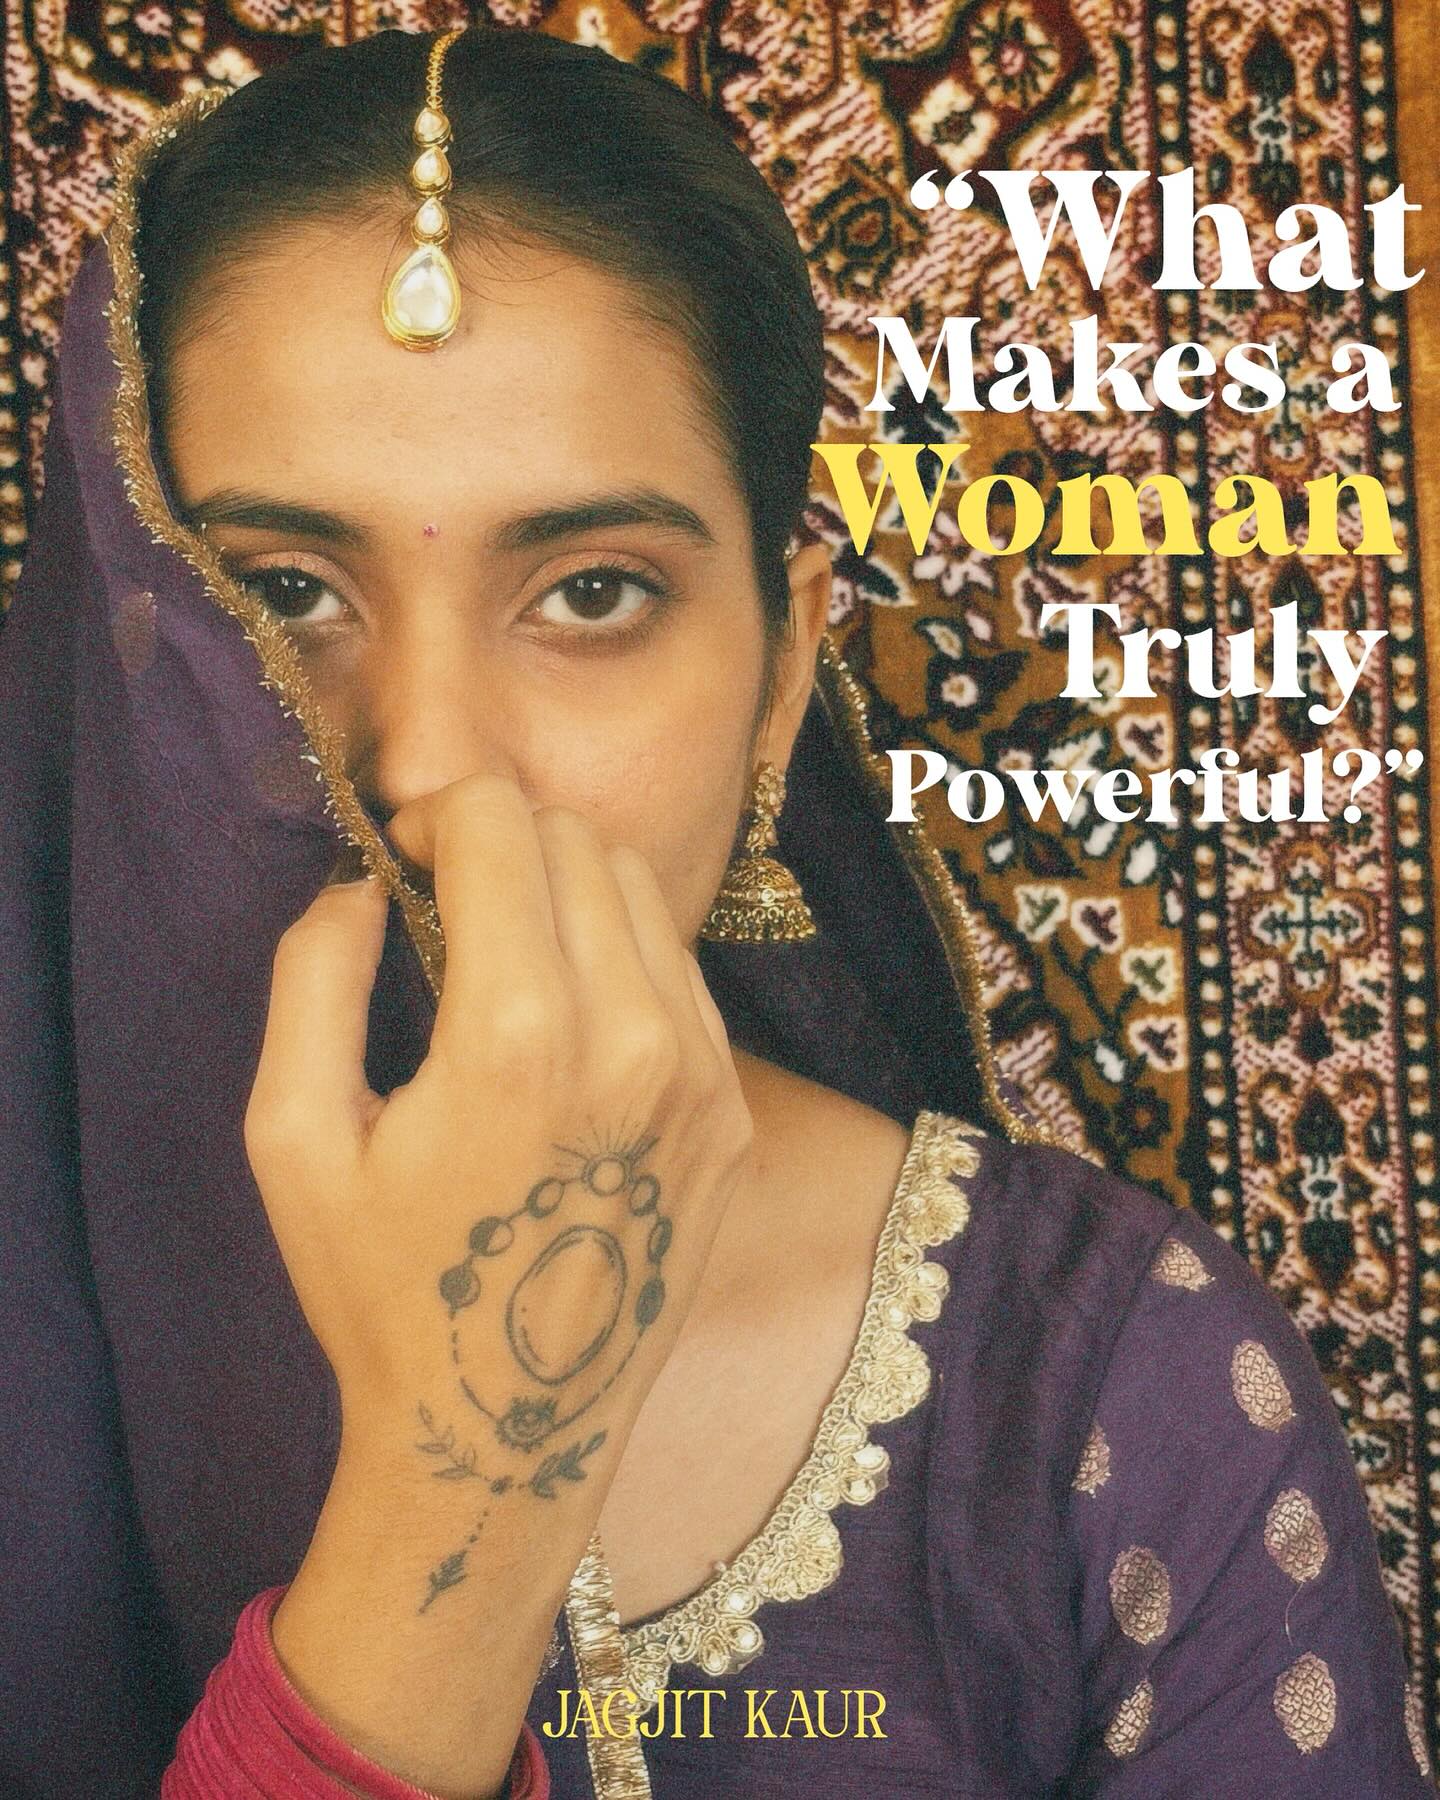 “What
Makes a
Woman
Truly
Powerful?”
JAGJIT KAUR